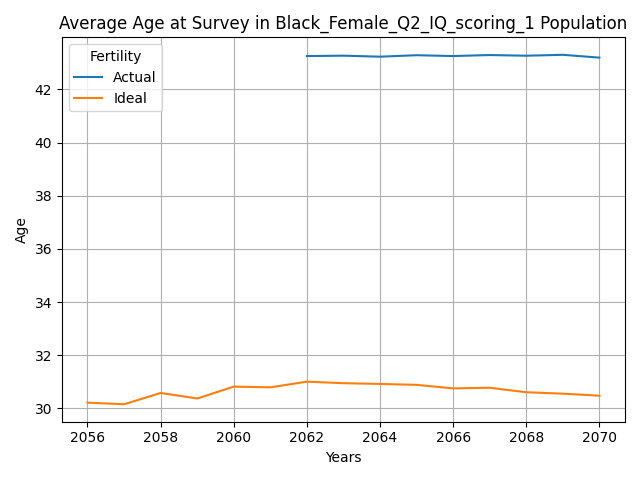 Average Age at Survey in Black_Female_Q2_IQ_scoring_1 Population
Fertility
Actual
Ideal
Age
42
40
38
36
34
32
30
2056 2058 2060 2062 2064 2066 2068 2070
Years